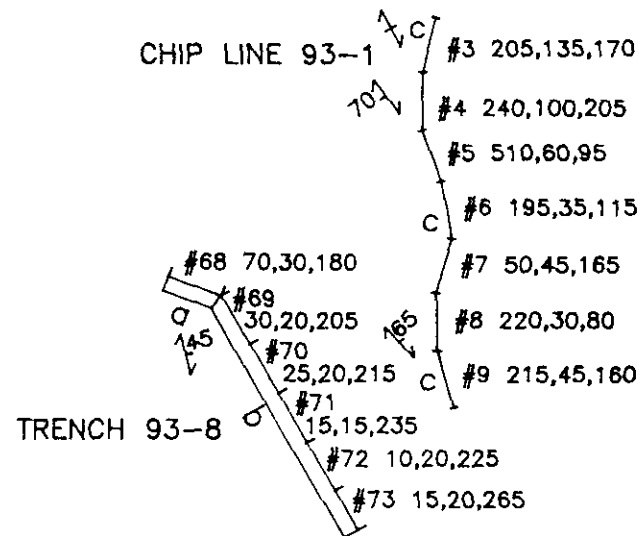 C
#3 205,135,170
CHIP LINE 93-1
70
#4 240,100,205
#5 510,60,95
#6 195,35,115
C
#7 50,45,165
#68 70,30,180
#69
30,20,205
a
45
#8 220,30,80
65
#70
25,20,215
C
#9 215,45,160
#71
15,15,235
b
TRENCH 93-8
#72 10,20,225
#73 15,20,265